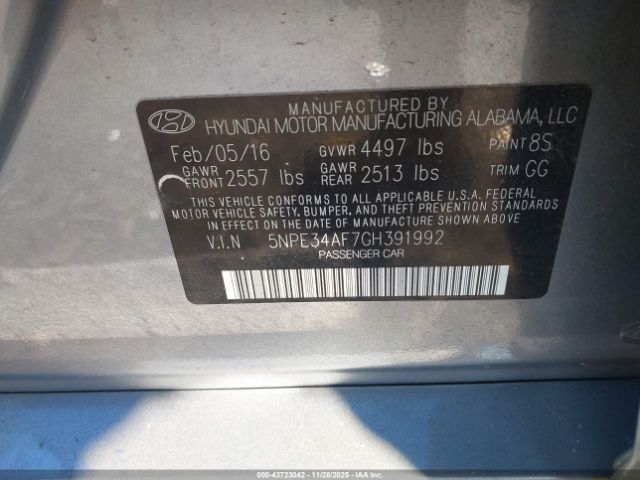 MANUFACTURED BY
HYUNDAI MOTOR MANUFACTURING ALABAMA, LLC
Feb/05/16 GVWR 4497 lbs PAINT 8S
GAWR FRONT 2557 lbs GAWR REAR 2513 lbs TRIM GG
THIS VEHICLE CONFORMS TO ALL APPLICABLE U.S.A. FEDERAL
MOTOR VEHICLE SAFETY, BUMPER, AND THEFT PREVENTION STANDARDS
IN EFFECT ON THE DATE OF MANUFACTURE SHOWN ABOVE.
V.I.N 5NPE34AF7GH391992
PASSENGER CAR
000-43723042 - 11/28/2025 - IAA Inc.